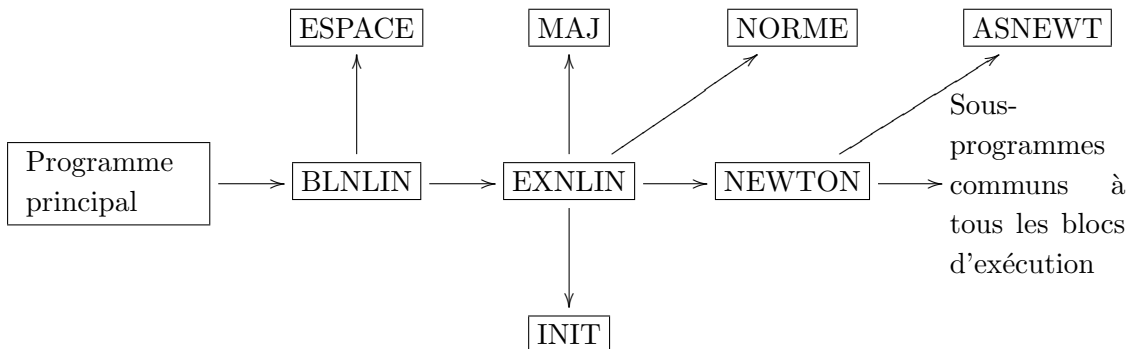 ESPACE
MAJ
NORME
ASNEWT
Programme
principal
BLNLIN
EXNLIN
NEWTON
Sous-
programmes
communs à
tous les blocs
d'exécution
INIT